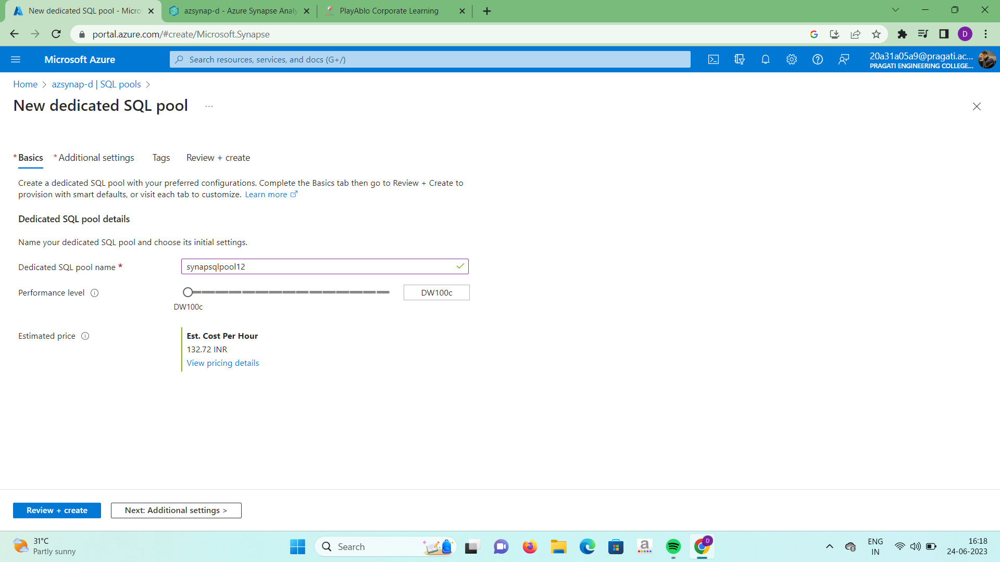 New dedicated SQL pool - Micro
azsynap-d - Azure Synapse Analy
PlayAblo Corporate Learning
portal.azure.com/#create/Microsoft.Synapse
D
Microsoft Azure
Search resources, services, and docs (G+/)
20a31a05a9@pragati.ac...
PRAGATI ENGINEERING COLLEGE...
Home > azsynap-d | SQL pools >
New dedicated SQL pool ...
* Basics * Additional settings Tags Review + create
Create a dedicated SQL pool with your preferred configurations. Complete the Basics tab then go to Review + Create to
provision with smart defaults, or visit each tab to customize. Learn more
Dedicated SQL pool details
Name your dedicated SQL pool and choose its initial settings.
Dedicated SQL pool name * synapsqlpool12
Performance level DW100c
DW100c
Estimated price Est. Cost Per Hour
132.72 INR
View pricing details
Review + create Next: Additional settings >
31°C
Partly sunny
Search
a
D
ENG
IN
16:18
24-06-2023